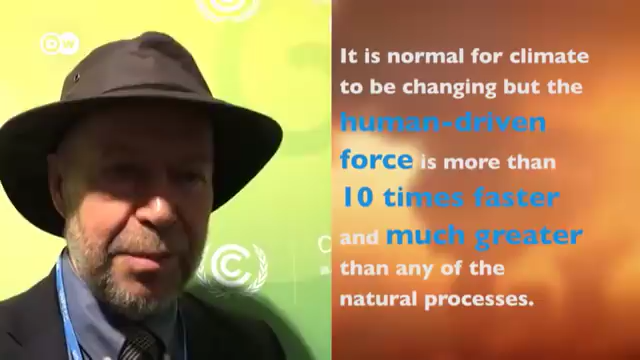 DW
It is normal for climate
to be changing but the
human-driven
force is more than
10 times faster
and much greater
than any of the
natural processes.